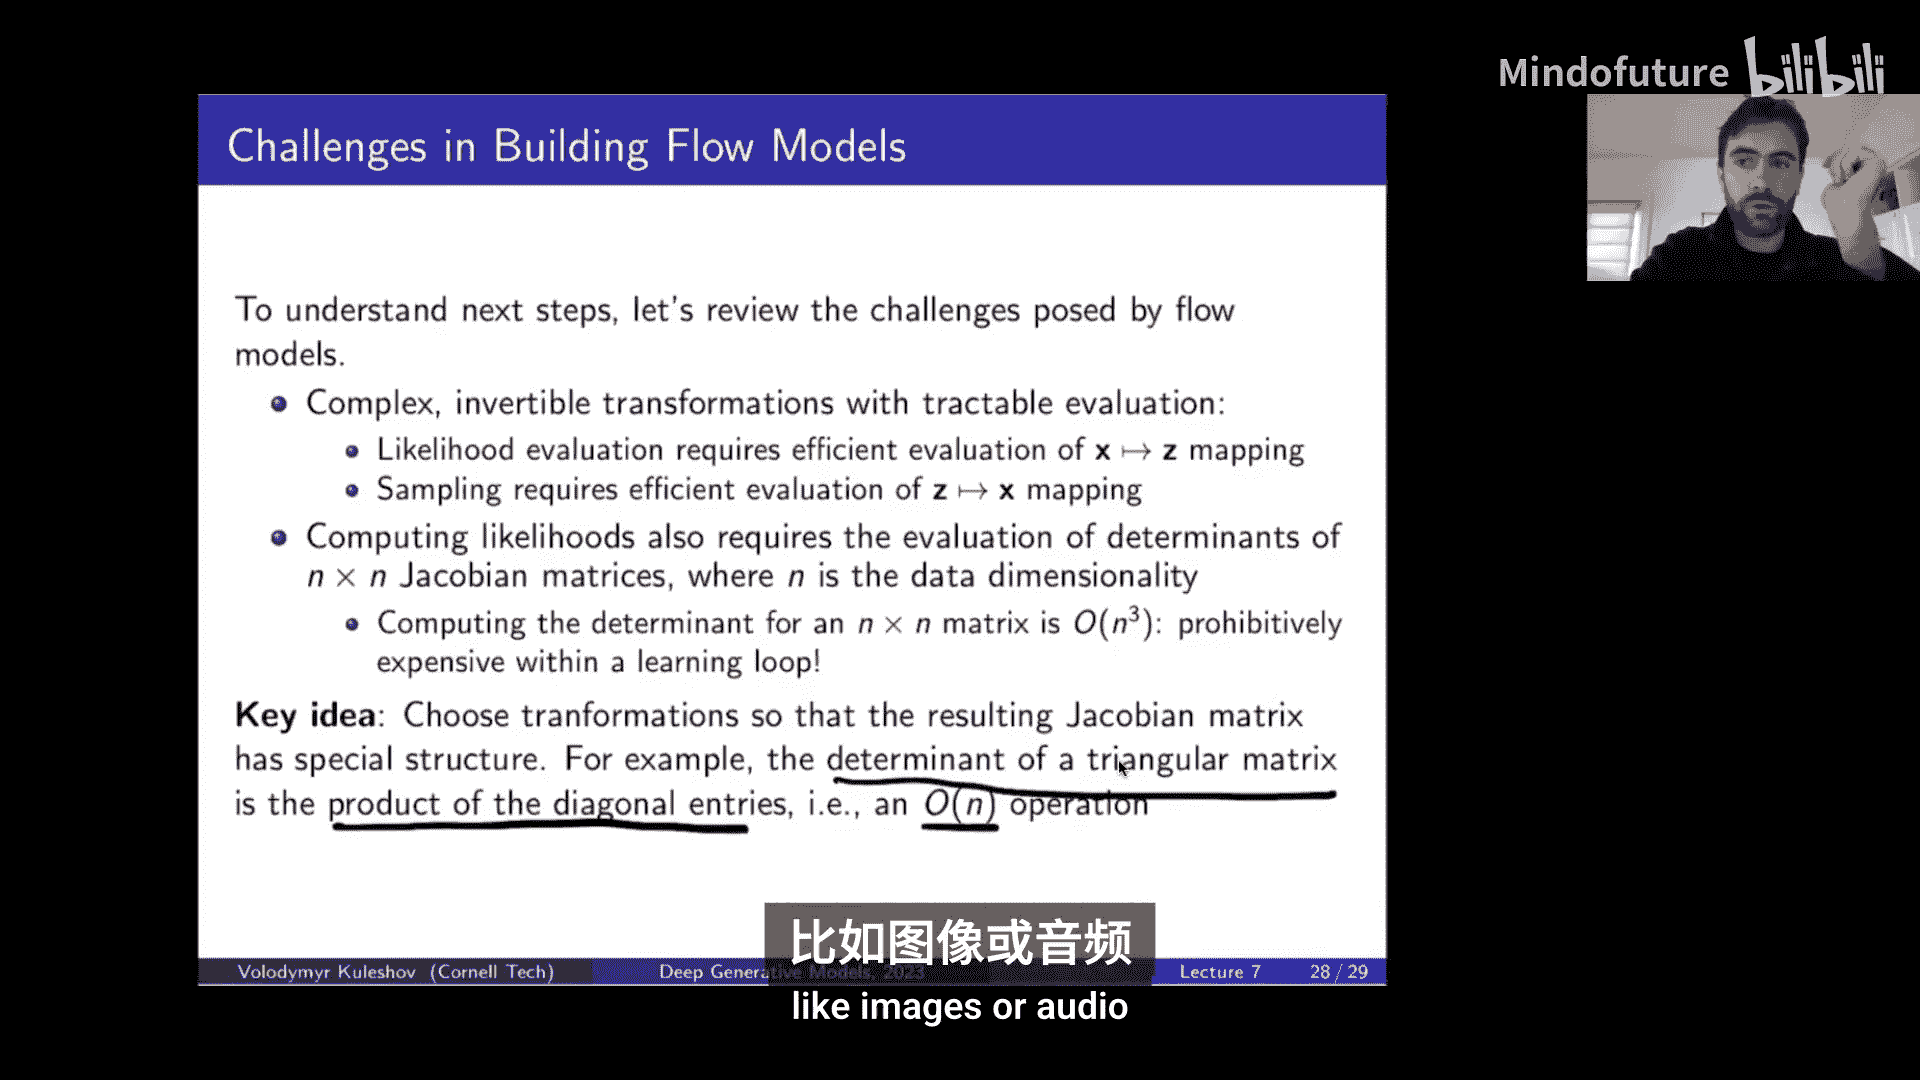 Mindofuture bilibili
Challenges in Building Flow Models
To understand next steps, let's review the challenges posed by flow
models.
Complex, invertible transformations with tractable evaluation:
Likelihood evaluation requires efficient evaluation of x ↦ z mapping
Sampling requires efficient evaluation of z ↦ x mapping
Computing likelihoods also requires the evaluation of determinants of
n × n Jacobian matrices, where n is the data dimensionality
Computing the determinant for an n × n matrix is O(n³): prohibitively
expensive within a learning loop!
Key idea: Choose tranformations so that the resulting Jacobian matrix
has special structure. For example, the determinant of a triangular matrix
is the product of the diagonal entries, i.e., an O(n) operation
比如图像或音频
Volodymyr Kuleshov (Cornell Tech) Deep Generative Models, 2023 Lecture 7 28 / 29
like images or audio